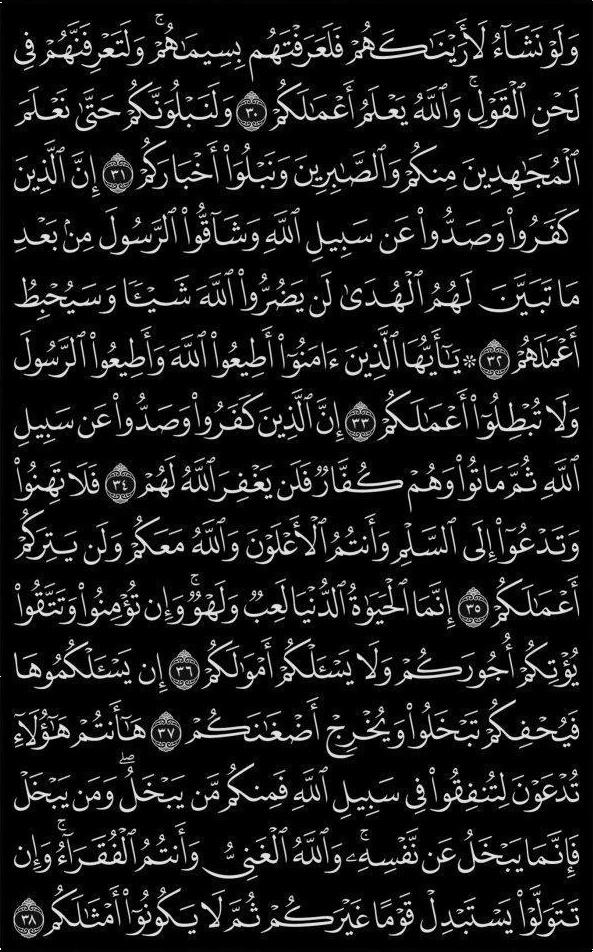 وَلَوْ نَشَآءُ لَأَرَيْنَـٰكَهُمْ فَلَعَرَفْتَهُم بِسِيمَـٰهُمْ ۚ وَلَتَعْرِفَنَّهُمْ فِى
لَحْنِ ٱلْقَوْلِ ۚ وَٱللَّهُ يَعْلَمُ أَعْمَـٰلَكُمْ ٣٠ وَلَنَبْلُوَنَّكُمْ حَتَّىٰ نَعْلَمَ
ٱلْمُجَـٰهِدِينَ مِنكُمْ وَٱلصَّـٰبِرِينَ وَنَبْلُوَا۟ أَخْبَارَكُمْ ٣١ إِنَّ ٱلَّذِينَ
كَفَرُوا۟ وَصَدُّوا۟ عَن سَبِيلِ ٱللَّهِ وَشَآقُّوا۟ ٱلرَّسُولَ مِنۢ بَعْدِ
مَا تَبَيَّنَ لَهُمُ ٱلْهُدَىٰ لَن يَضُرُّوا۟ ٱللَّهَ شَيْـًٔا وَسَيُحْبِطُ
أَعْمَـٰلَهُمْ ٣٢ ۞ يَـٰٓأَيُّهَا ٱلَّذِينَ ءَامَنُوٓا۟ أَطِيعُوا۟ ٱللَّهَ وَأَطِيعُوا۟ ٱلرَّسُولَ
وَلَا تُبْطِلُوٓا۟ أَعْمَـٰلَكُمْ ٣٣ إِنَّ ٱلَّذِينَ كَفَرُوا۟ وَصَدُّوا۟ عَن سَبِيلِ
ٱللَّهِ ثُمَّ مَاتُوا۟ وَهُمْ كُفَّارٌ فَلَن يَغْفِرَ ٱللَّهُ لَهُمْ ٣٤ فَلَا تَهِنُوا۟
وَتَدْعُوٓا۟ إِلَى ٱلسَّلْمِ وَأَنتُمُ ٱلْأَعْلَوْنَ وَٱللَّهُ مَعَكُمْ وَلَن يَتِرَكُمْ
أَعْمَـٰلَكُمْ ٣٥ إِنَّمَا ٱلْحَيَوٰةُ ٱلدُّنْيَا لَعِبٌ وَلَهْوٌ ۚ وَإِن تُؤْمِنُوا۟ وَتَتَّقُوا۟
يُؤْتِكُمْ أُجُورَكُمْ وَلَا يَسْـَٔلْكُمْ أَمْوَٰلَكُمْ ٣٦ إِن يَسْـَٔلْكُمُوهَا
فَيُحْفِكُمْ تَبْخَلُوا۟ وَيُخْرِجْ أَضْغَـٰنَكُمْ ٣٧ هَـٰٓأَنتُمْ هَـٰٓؤُلَآءِ
تُدْعَوْنَ لِتُنفِقُوا۟ فِى سَبِيلِ ٱللَّهِ فَمِنكُم مَّن يَبْخَلُ ۖ وَمَن يَبْخَلْ
فَإِنَّمَا يَبْخَلُ عَن نَّفْسِهِۦ ۚ وَٱللَّهُ ٱلْغَنِىُّ وَأَنتُمُ ٱلْفُقَرَآءُ ۚ وَإِن
تَتَوَلَّوْا۟ يَسْتَبْدِلْ قَوْمًا غَيْرَكُمْ ثُمَّ لَا يَكُونُوٓا۟ أَمْثَـٰلَكُم ٣٨